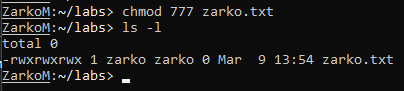 ZarkoM:~/labs> chmod 777 zarko.txt
ZarkoM:~/labs> ls -l
total 0
-rwxrwxrwx 1 zarko zarko 0 Mar  9 13:54 zarko.txt
ZarkoM:~/labs>